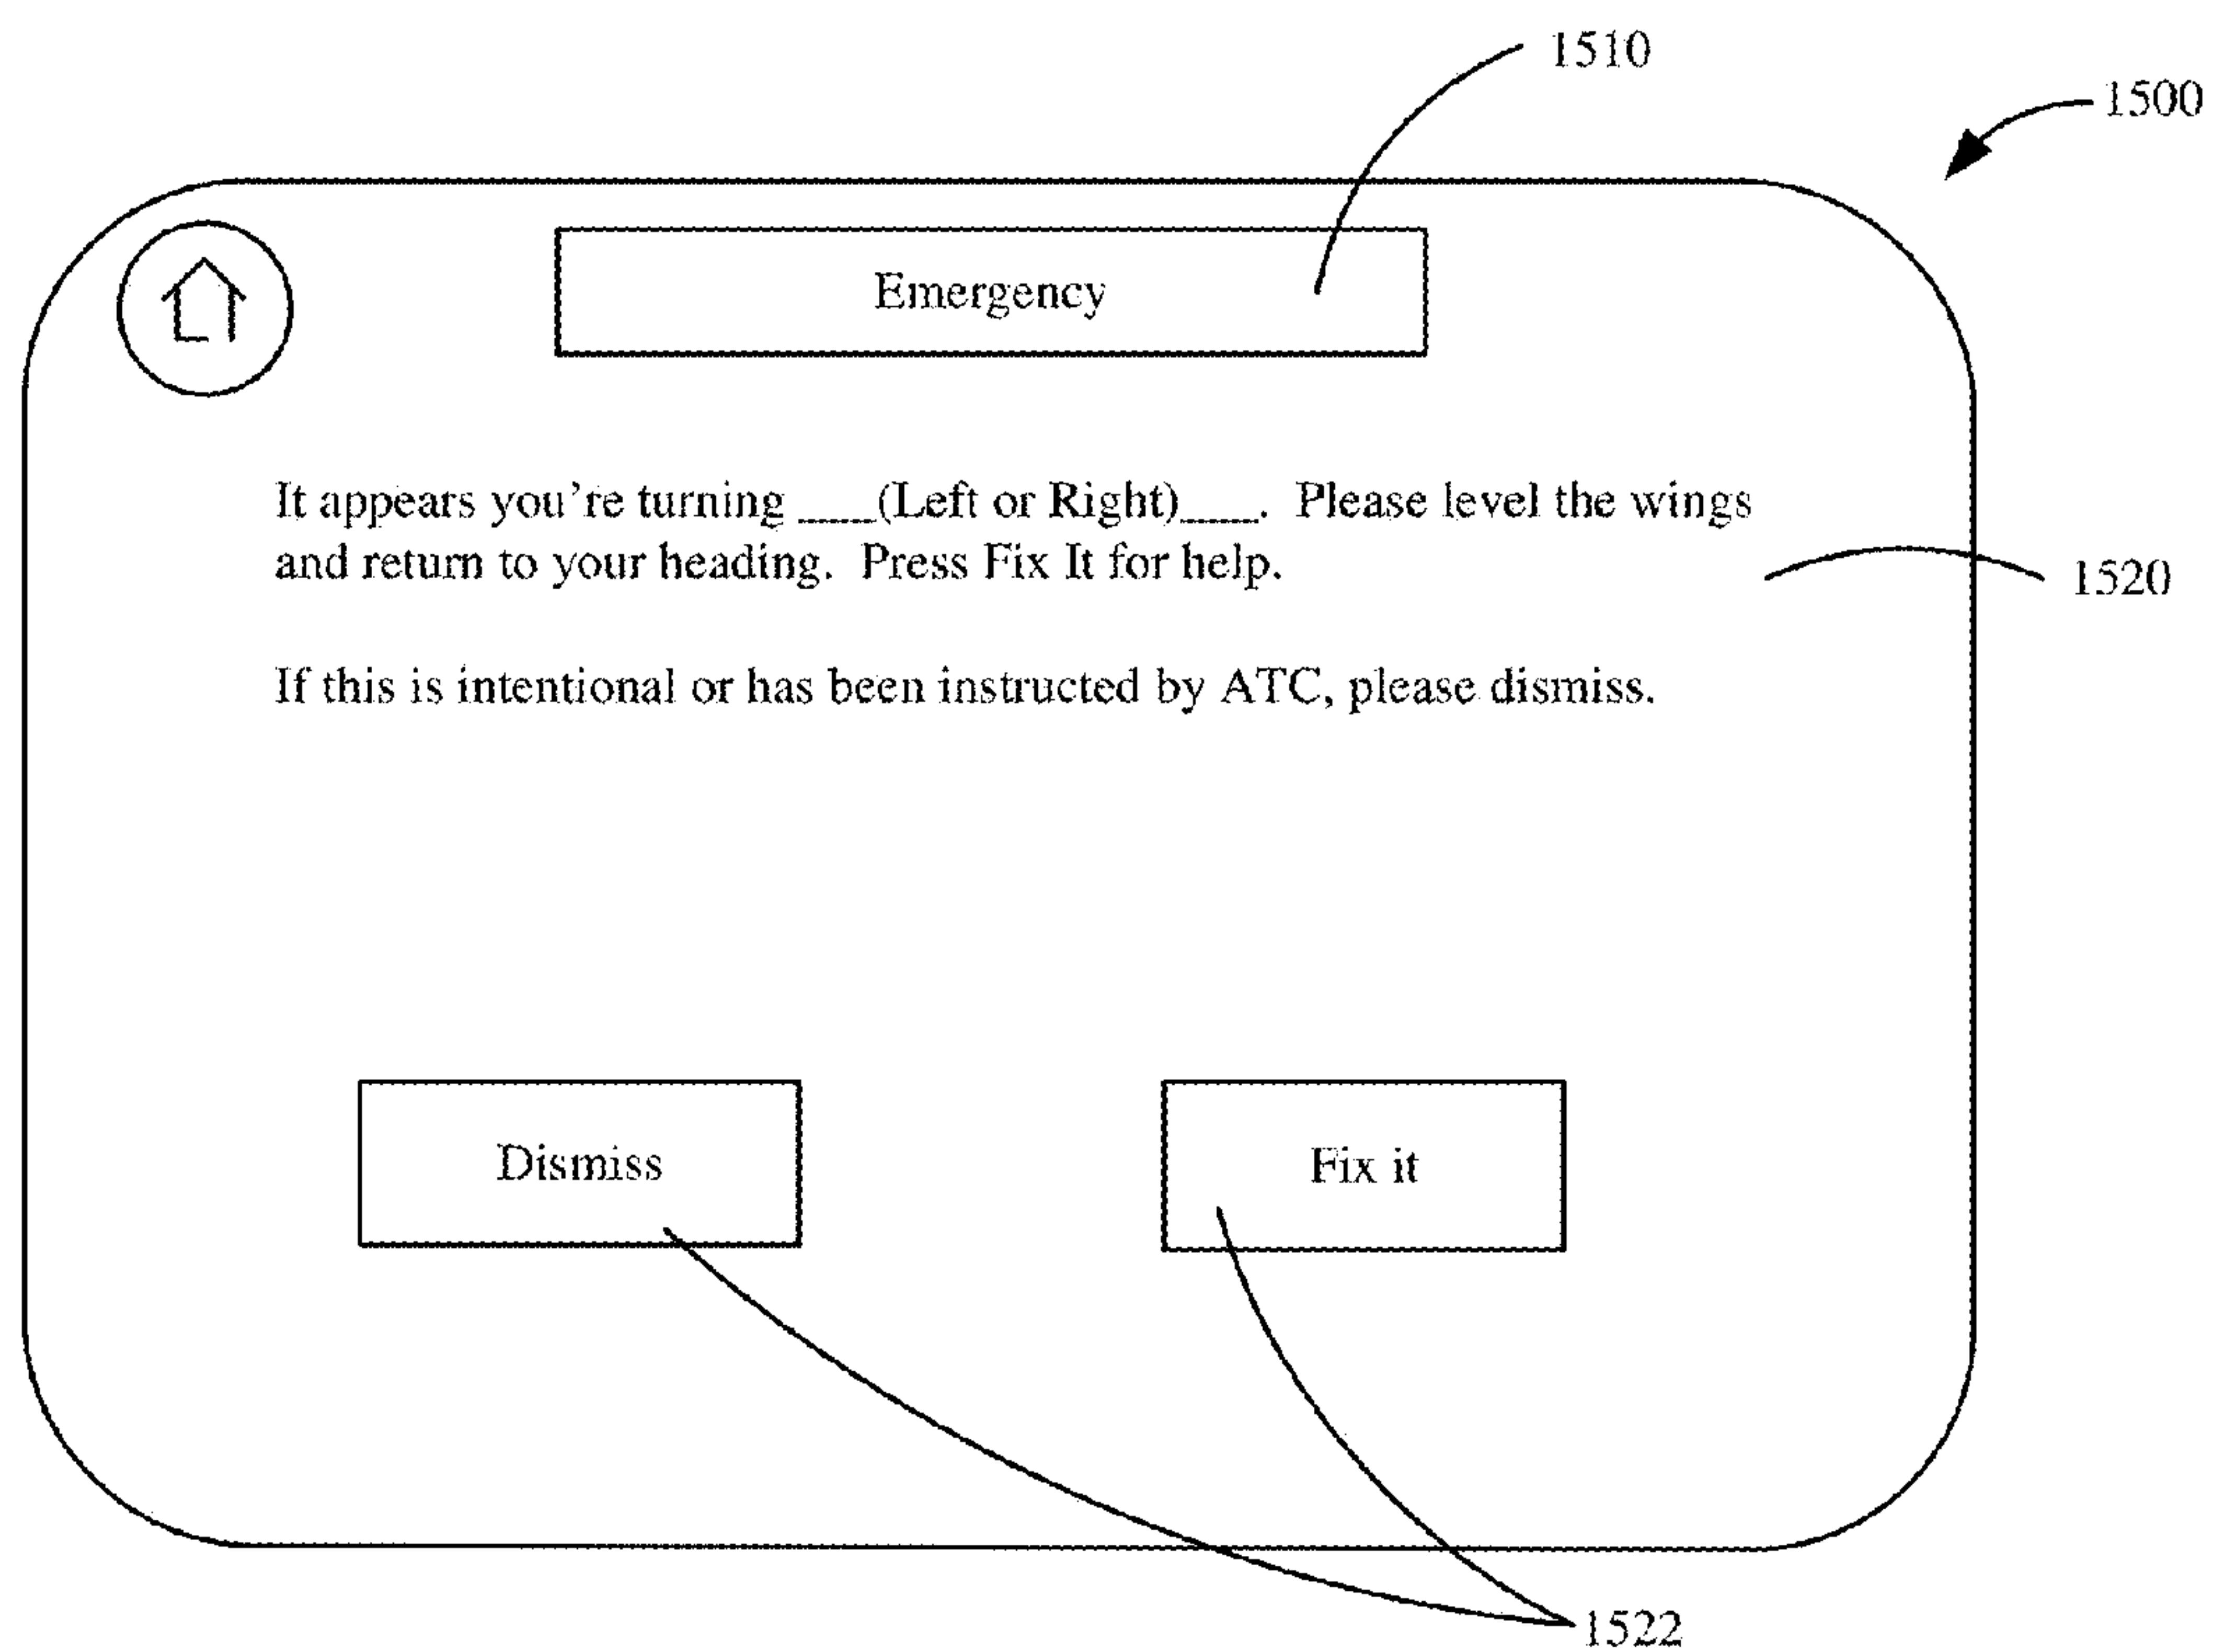 1510
1500
Emergency
It appears you're turning ___(Left or Right)___. Please level the wings
and return to your heading. Press Fix It for help.
1520
If this is intentional or has been instructed by ATC, please dismiss.
Dismiss
Fix it
1522